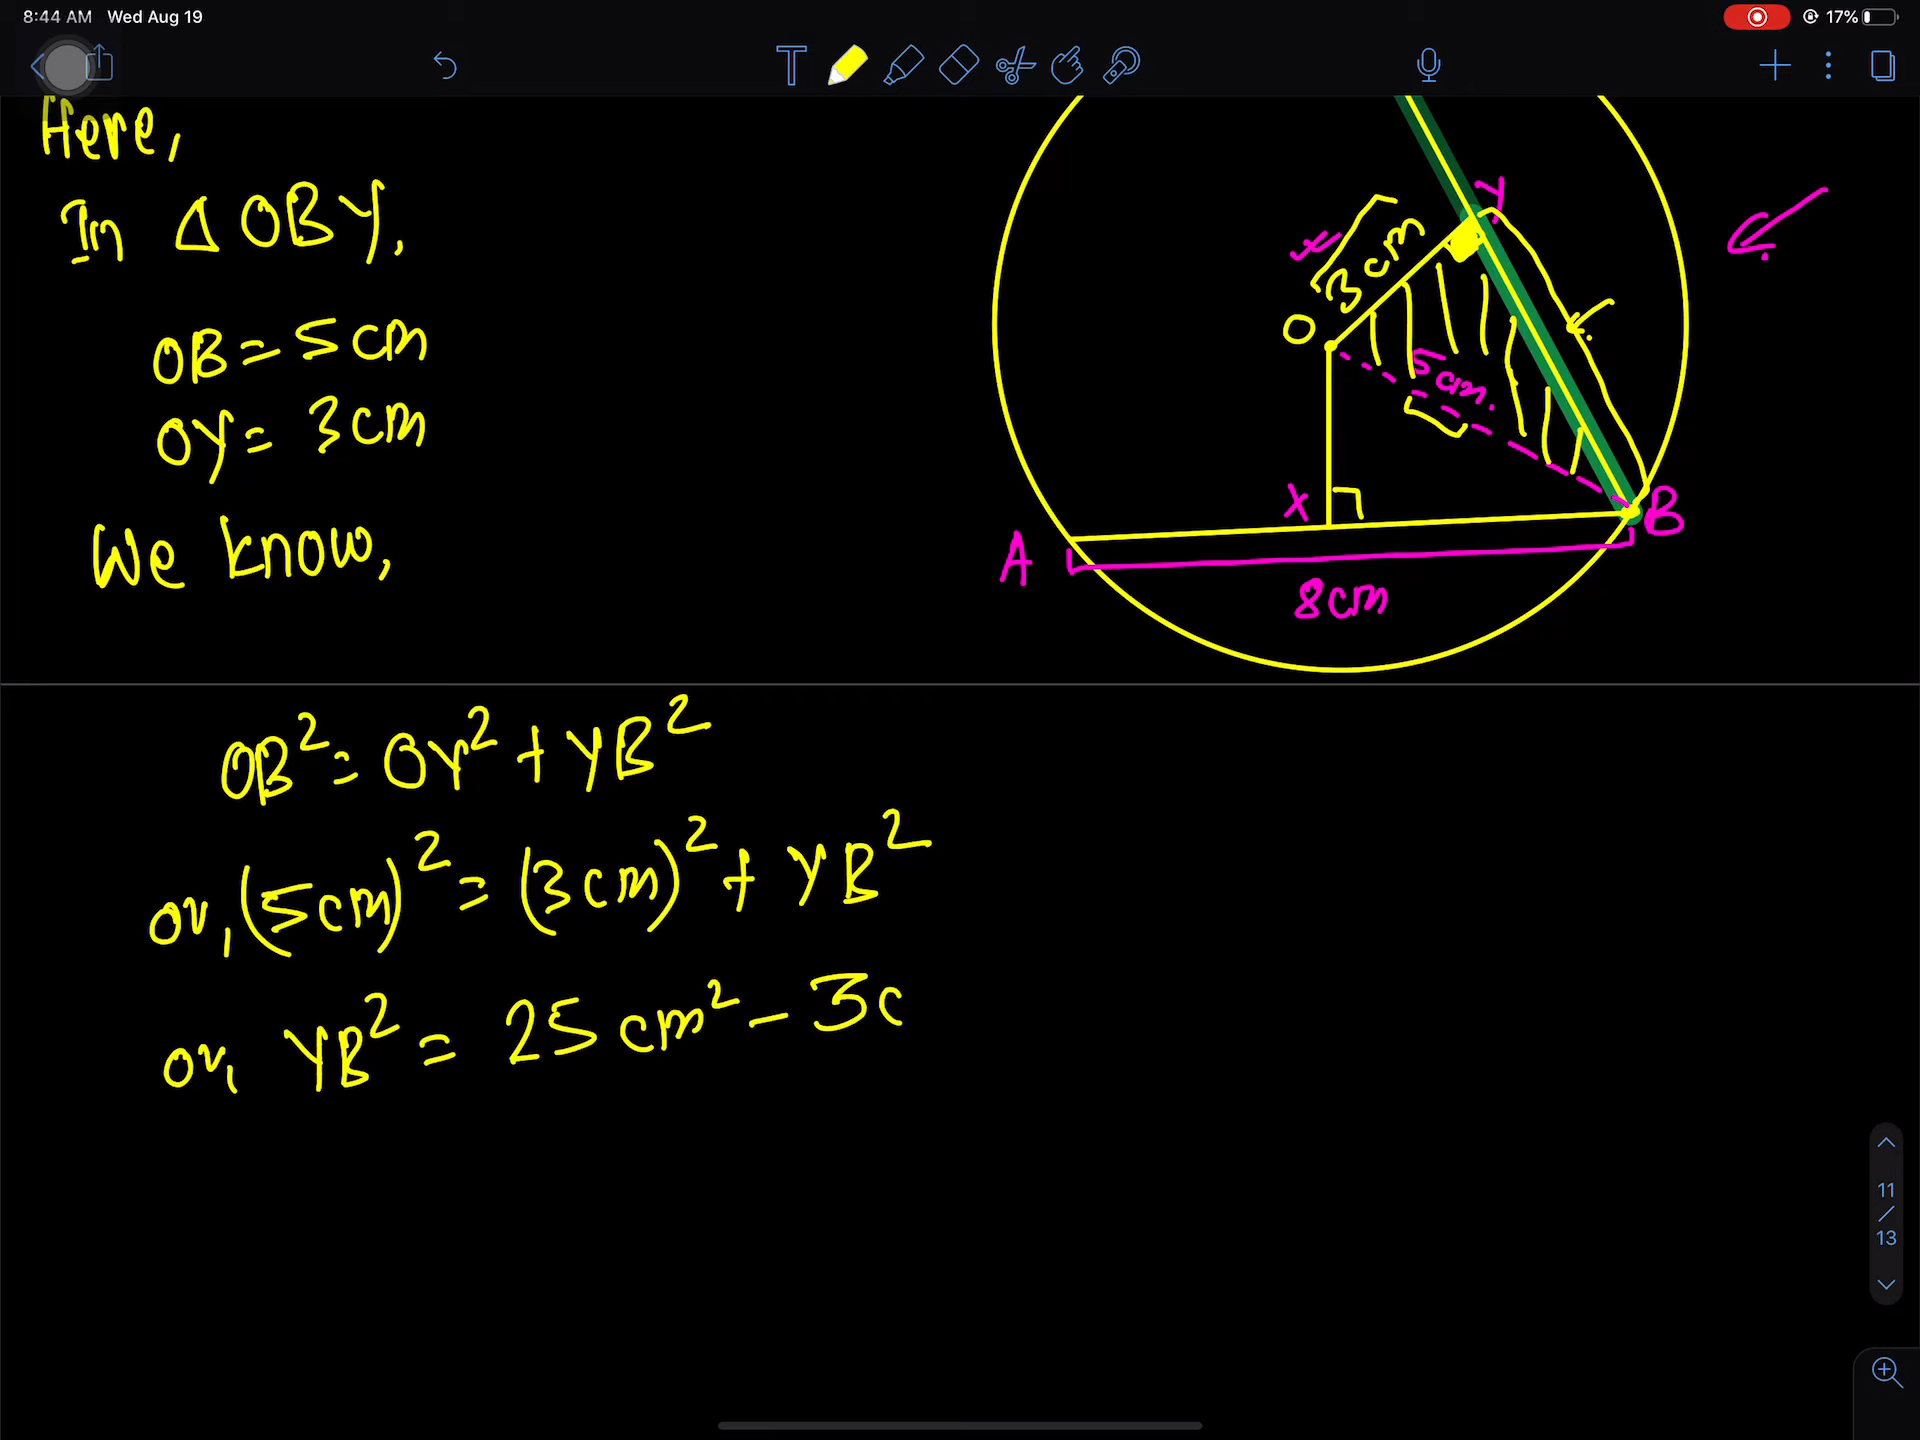 8:44 AM Wed Aug 19
17%
Here,
In Δ OBY,
OB = 5cm
OY = 3cm
We know,
Y
3cm
O
5cm.
X
B
A
8cm
OB² = OY² + YB²
or, (5cm)² = (3cm)² + YB²
or, YB² = 25 cm² - 3c
11
/
13